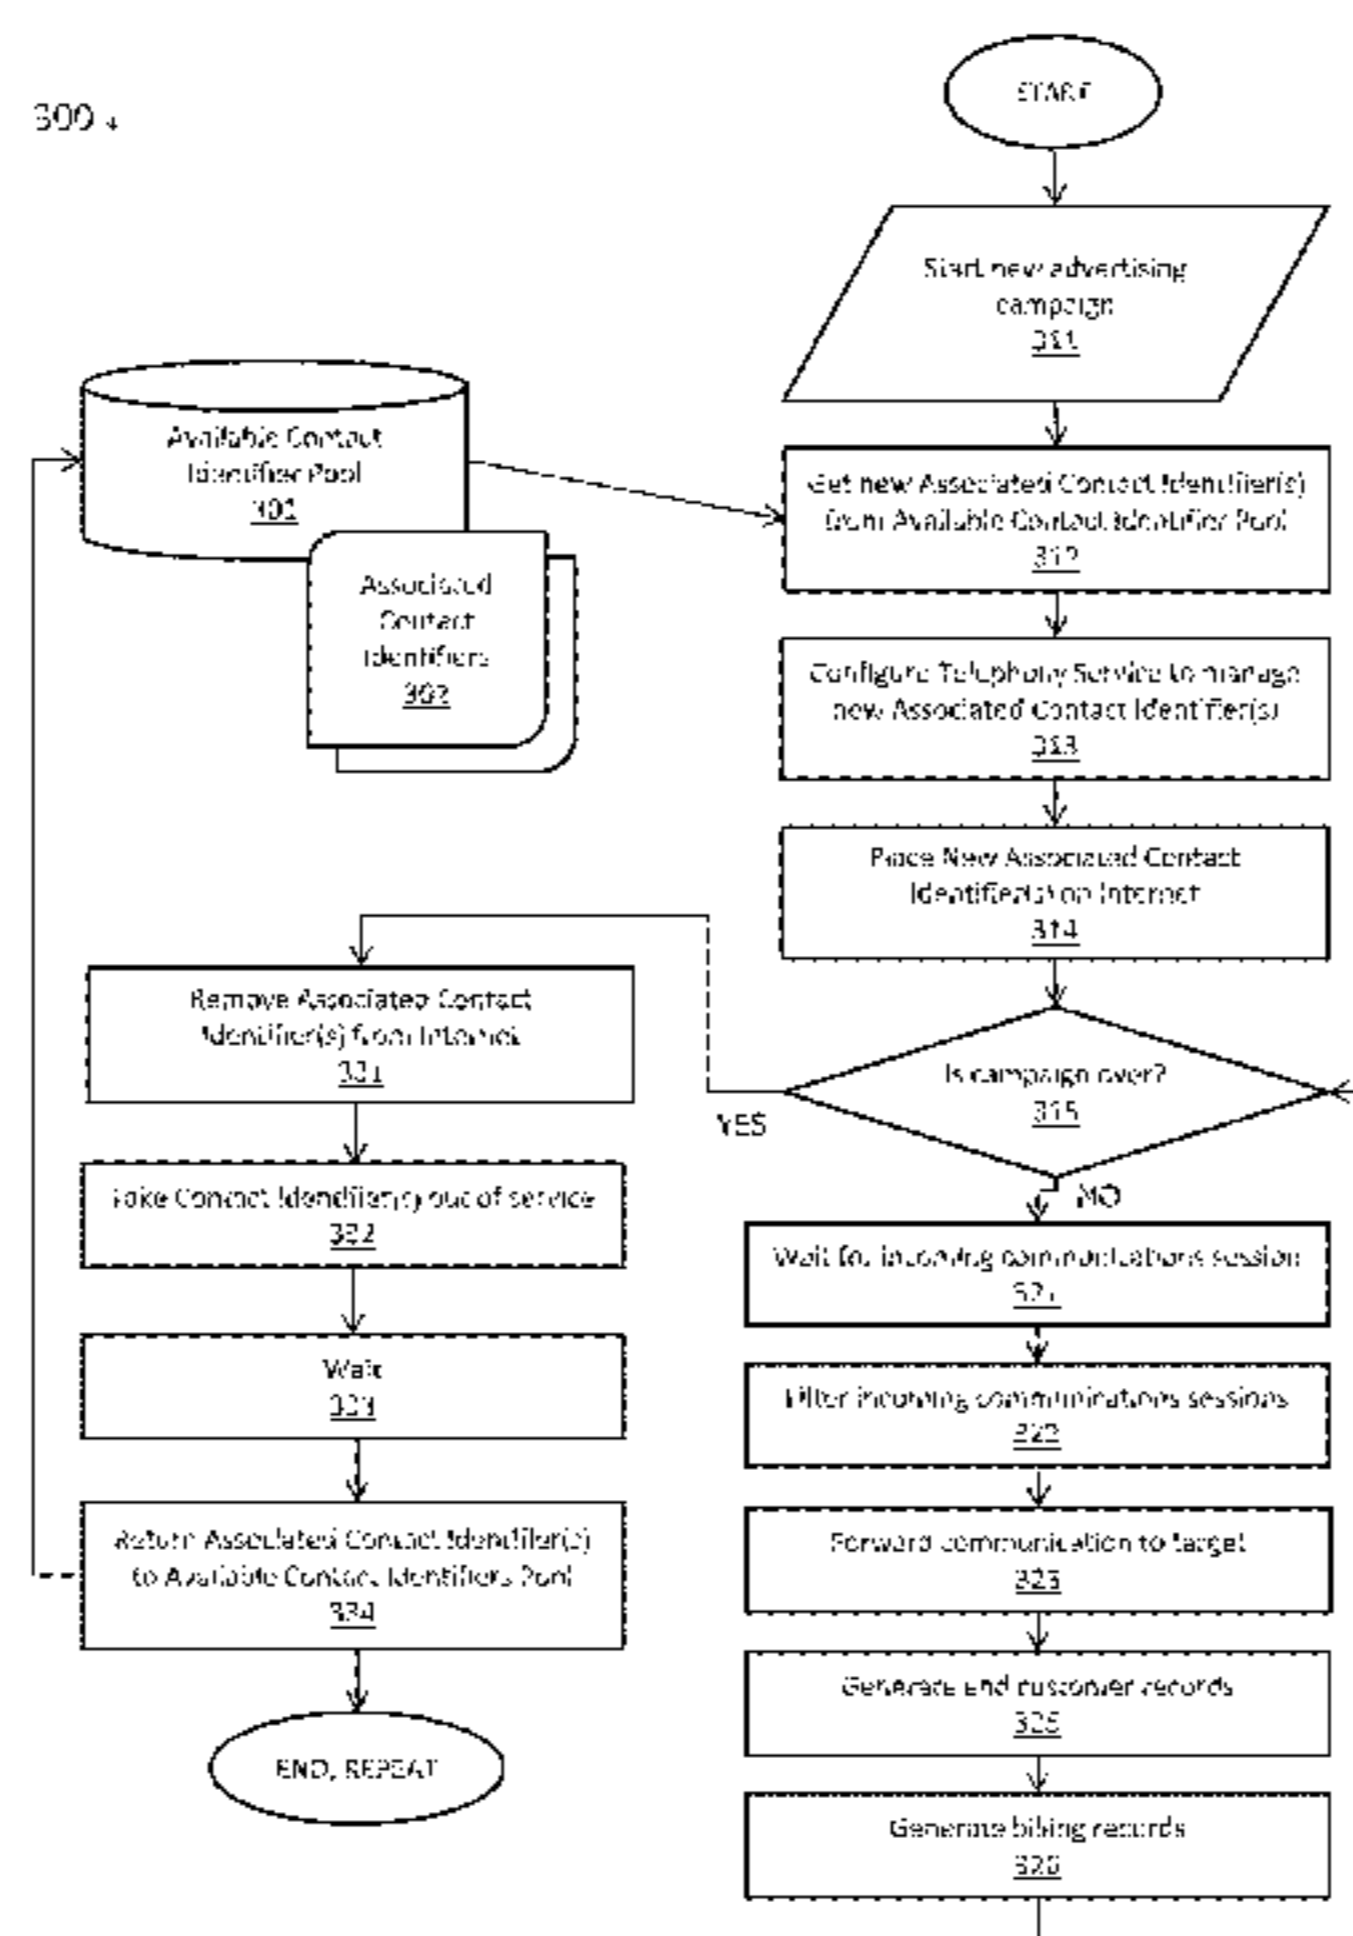 300
START
Start new advertising
campaign
311
Available Contact
Identifier Pool
301
Get new Associated Contact Identifier(s)
from Available Contact Identifier Pool
312
Associated
Contact
Identifiers
302
Configure Telephony Service to manage
new Associated Contact Identifier(s)
313
Place New Associated Contact
Identifier(s) on Internet
314
Is campaign over?
315
YES
NO
Remove Associated Contact
Identifier(s) from Internet
331
Take Contact Identifier(s) out of service
332
Wait
333
Return Associated Contact Identifier(s)
to Available Contact Identifiers Pool
334
END, REPEAT
Wait for incoming communications session
321
Filter incoming communications sessions
322
Forward communication to target
323
Generate end customer records
Generate billing records
326